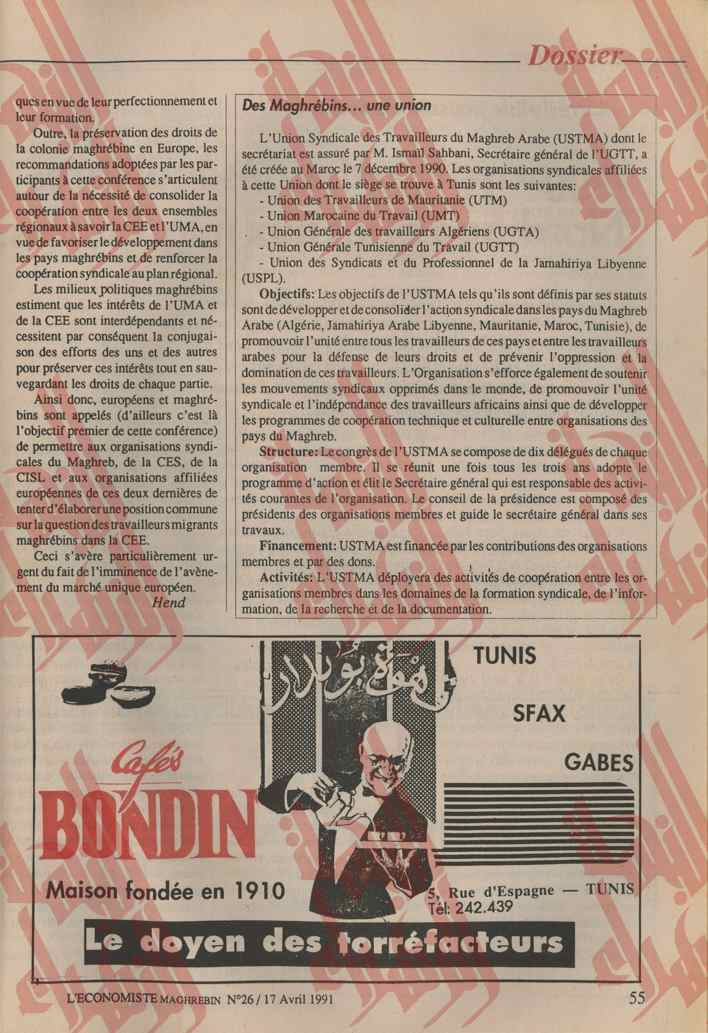 Dossier
ques en vue de leur perfectionnement et
leur formation.
Outre, la préservation des droits de
la colonie maghrébine en Europe, les
recommandations adoptées par les par-
ticipants à cette conférence s'articulent
autour de la nécessité de consolider la
coopération entre les deux ensembles
régionaux à savoir la CEE et l'UMA, en
vue de favoriser le développement dans
les pays maghrébins et de renforcer la
coopération syndicale au plan régional.
Les milieux politiques maghrébins
estiment que les intérêts de l'UMA et
de la CEE sont interdépendants et né-
cessitent par conséquent la conjugai-
son des efforts des uns et des autres
pour préserver ces intérêts tout en sau-
vegardant les droits de chaque partie.
Ainsi donc, européens et maghré-
bins sont appelés (d'ailleurs c'est là
l'objectif premier de cette conférence)
de permettre aux organisations syndi-
cales du Maghreb, de la CES, de la
CISL et aux organisations affiliées
européennes de ces deux dernières de
tenter d'élaborer une position commune
sur la question des travailleurs migrants
maghrébins dans la CEE.
Ceci s'avère particulièrement ur-
gent du fait de l'imminence de l'avène-
ment du marché unique européen.
Hend
Des Maghrébins... une union
L'Union Syndicale des Travailleurs du Maghreb Arabe (USTMA) dont le
secrétariat est assuré par M. Ismaïl Sahbani, Secrétaire général de l'UGTT, a
été créée au Maroc le 7 décembre 1990. Les organisations syndicales affiliées
à cette Union dont le siège se trouve à Tunis sont les suivantes:
- Union des Travailleurs de Mauritanie (UTM)
- Union Marocaine du Travail (UMT)
- Union Générale des travailleurs Algériens (UGTA)
- Union Générale Tunisienne du Travail (UGTT)
- Union des Syndicats et du Professionnel de la Jamahiriya Libyenne
(USPL).
Objectifs: Les objectifs de l'USTMA tels qu'ils sont définis par ses statuts
sont de développer et de consolider l'action syndicale dans les pays du Maghreb
Arabe (Algérie, Jamahiriya Arabe Libyenne, Mauritanie, Maroc, Tunisie), de
promouvoir l'unité entre tous les travailleurs de ces pays et entre les travailleurs
arabes pour la défense de leurs droits et de prévenir l'oppression et la
domination de ces travailleurs. L'Organisation s'efforce également de soutenir
les mouvements syndicaux opprimés dans le monde, de promouvoir l'unité
syndicale et l'indépendance des travailleurs africains ainsi que de développer
les programmes de coopération technique et culturelle entre organisations des
pays du Maghreb.
Structure: Le congrès de l'USTMA se compose de dix délégués de chaque
organisation membre. Il se réunit une fois tous les trois ans adopte le
programme d'action et élit le Secrétaire général qui est responsable des activi-
tés courantes de l'organisation. Le conseil de la présidence est composé des
présidents des organisations membres et guide le secrétaire général dans ses
travaux.
Financement: USTMA est financée par les contributions des organisations
membres et par des dons.
Activités: L'USTMA déployera des activités de coopération entre les or-
ganisations membres dans les domaines de la formation syndicale, de l'infor-
mation, de la recherche et de la documentation.
قهوة بوندان
TUNIS
SFAX
GABES
Cafés
BONDIN
Maison fondée en 1910
5, Rue d'Espagne — TUNIS
Tél: 242.439
Le doyen des torréfacteurs
L'ECONOMISTE MAGHREBIN N°26 / 17 Avril 1991
55